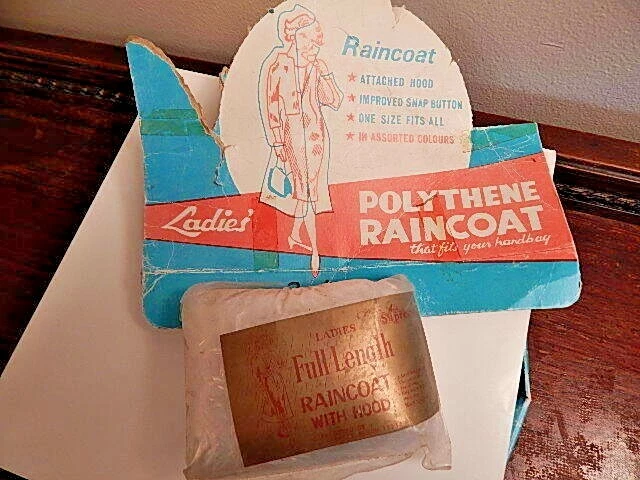 Raincoat
★ ATTACHED HOOD
★ IMPROVED SNAP BUTTON
★ ONE SIZE FITS ALL
★ IN ASSORTED COLOURS
Ladies'
POLYTHENE
RAINCOAT
that fits your handbag
LADIES
Full Length
RAINCOAT
WITH HOOD